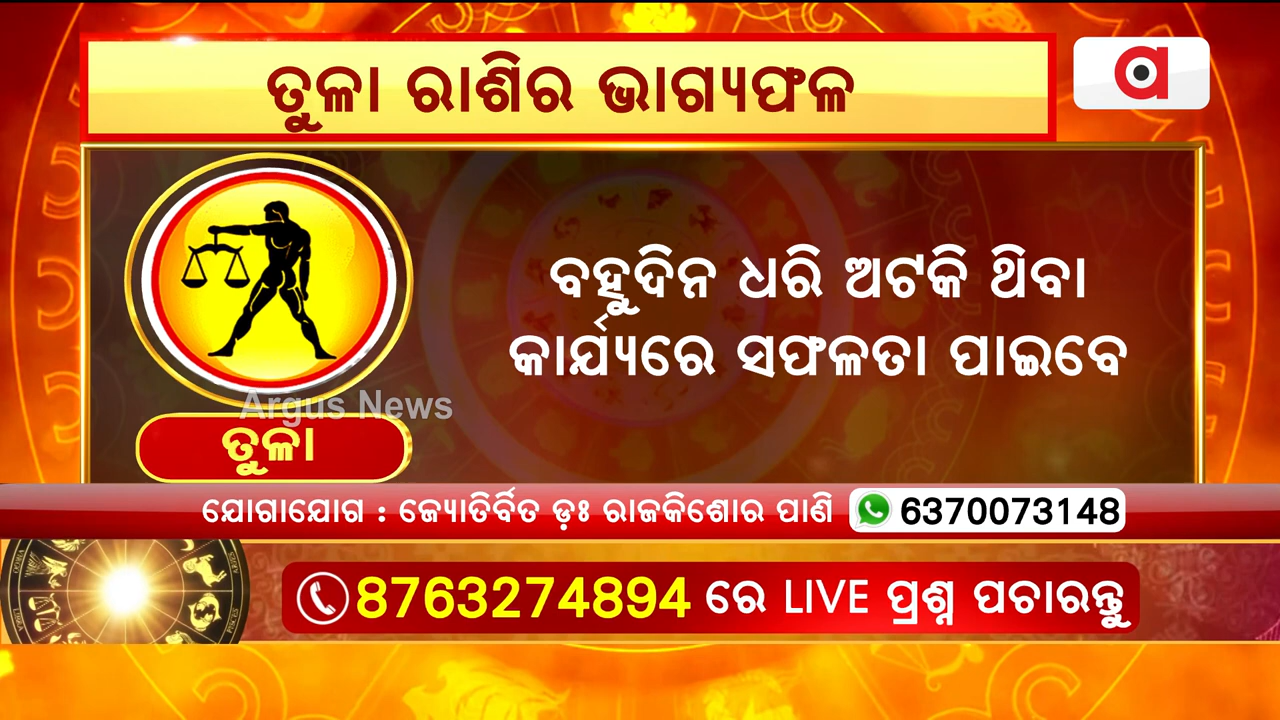 ତୁଳା ରାଶିର ଭାଗ୍ୟଫଳ
a
ବହୁଦିନ ଧରି ଅଟକି ଥିବା
କାର୍ଯ୍ୟରେ ସଫଳତା ପାଇବେ
Argus News
ତୁଳା
ଯୋଗାଯୋଗ : ଜ୍ୟୋତିର୍ବିତ ଡ଼ଃ ରାଜକିଶୋର ପାଣି 6370073148
8763274894 ରେ LIVE ପ୍ରଶ୍ନ ପଚାରନ୍ତୁ